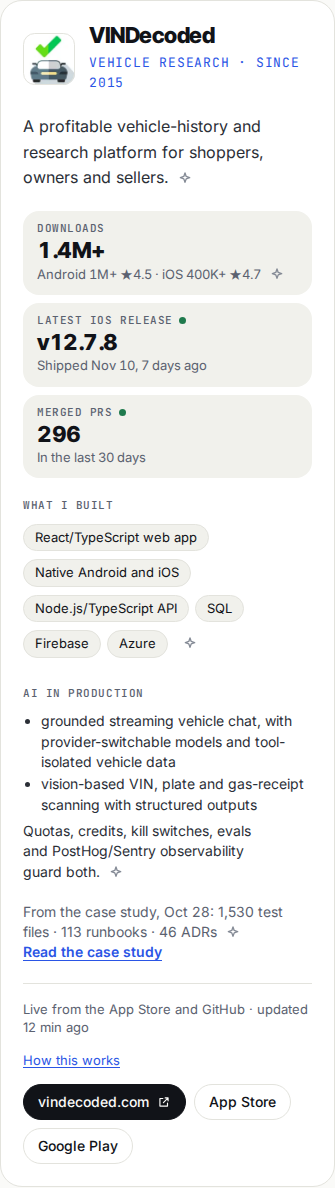 VINDecoded
VEHICLE RESEARCH · SINCE
2015
A profitable vehicle-history and
research platform for shoppers,
owners and sellers.
DOWNLOADS
1.4M+
Android 1M+ ★4.5 · iOS 400K+ ★4.7
LATEST IOS RELEASE
v12.7.8
Shipped Nov 10, 7 days ago
MERGED PRS
296
In the last 30 days
WHAT I BUILT
React/TypeScript web app
Native Android and iOS
Node.js/TypeScript API SQL
Firebase Azure
AI IN PRODUCTION
• grounded streaming vehicle chat, with
provider-switchable models and tool-
isolated vehicle data
• vision-based VIN, plate and gas-receipt
scanning with structured outputs
Quotas, credits, kill switches, evals
and PostHog/Sentry observability
guard both.
From the case study, Oct 28: 1,530 test
files · 113 runbooks · 46 ADRs
Read the case study
Live from the App Store and GitHub · updated
12 min ago
How this works
vindecoded.com App Store
Google Play